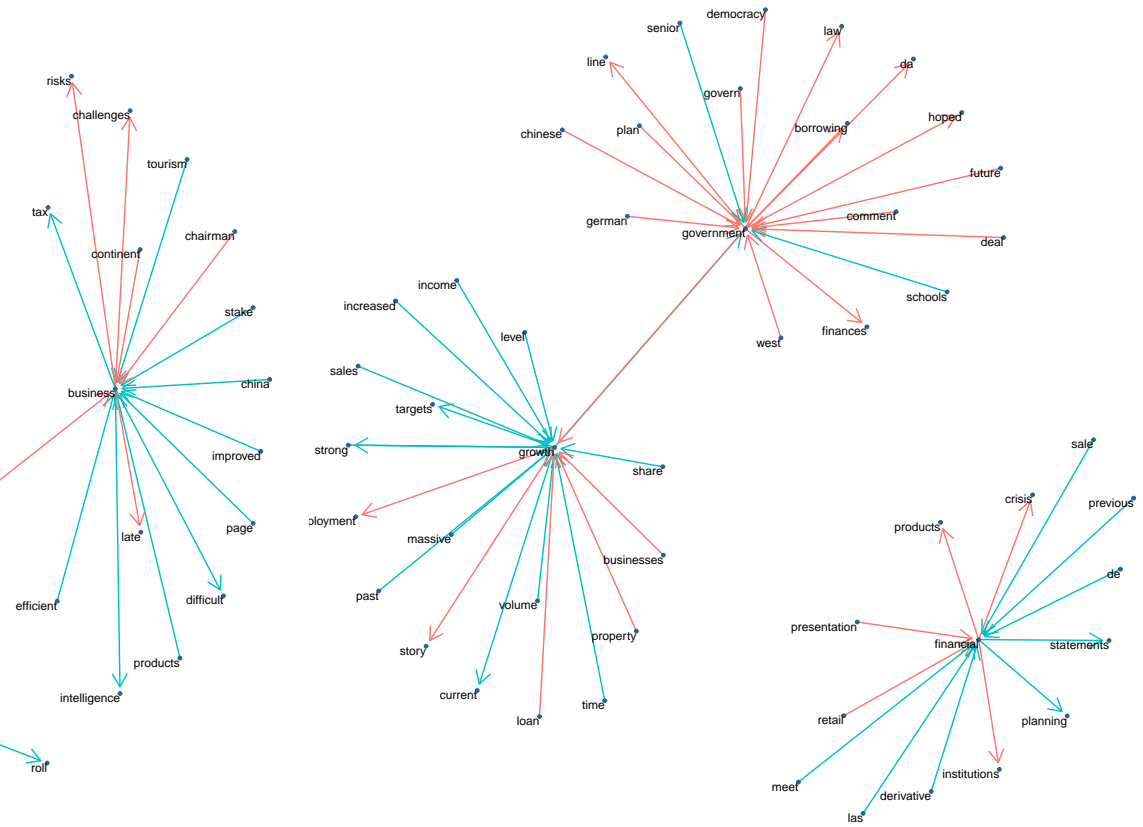 democracy
senior
law
line
da
risks
govern
challenges
hoped
borrowing
plan
chinese
tourism
future
tax
comment
german
chairman
government
deal
continent
income
schools
increased
stake
finances
level
west
sales
china
business
targets
sale
strong
growth
improved
share
crisis
previous
ployment
products
page
late
massive
businesses
de
past
difficult
efficient
volume
presentation
property
financial
statements
story
products
current
intelligence
time
loan
retail
planning
roll
institutions
meet
derivative
las